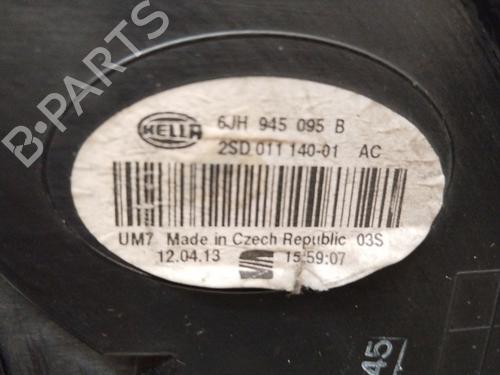 HELLA
6JH 945 095 B
2SD 011 140-01 AC
UM7 Made in Czech Republic 03S
12.04.13 15:59:07
45
B-PARTS